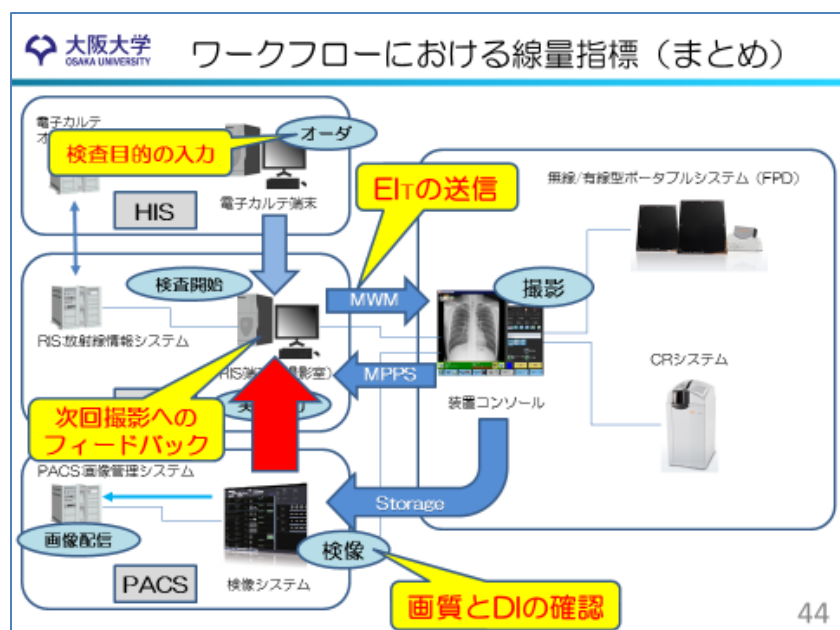 大阪大学
OSAKA UNIVERSITY
ワークフローにおける線量指標（まとめ）
電子カルテ
オーダ
検査目的の入力
HIS
電子カルテ端末
EITの送信
無線/有線型ポータブルシステム（FPD）
検査開始
MWM
撮影
RIS:放射線情報システム
MPPS
CRシステム
装置コンソール
次回撮影への
フィードバック
PACS:画像管理システム
Storage
画像配信
検像
PACS
検像システム
画質とDIの確認
44